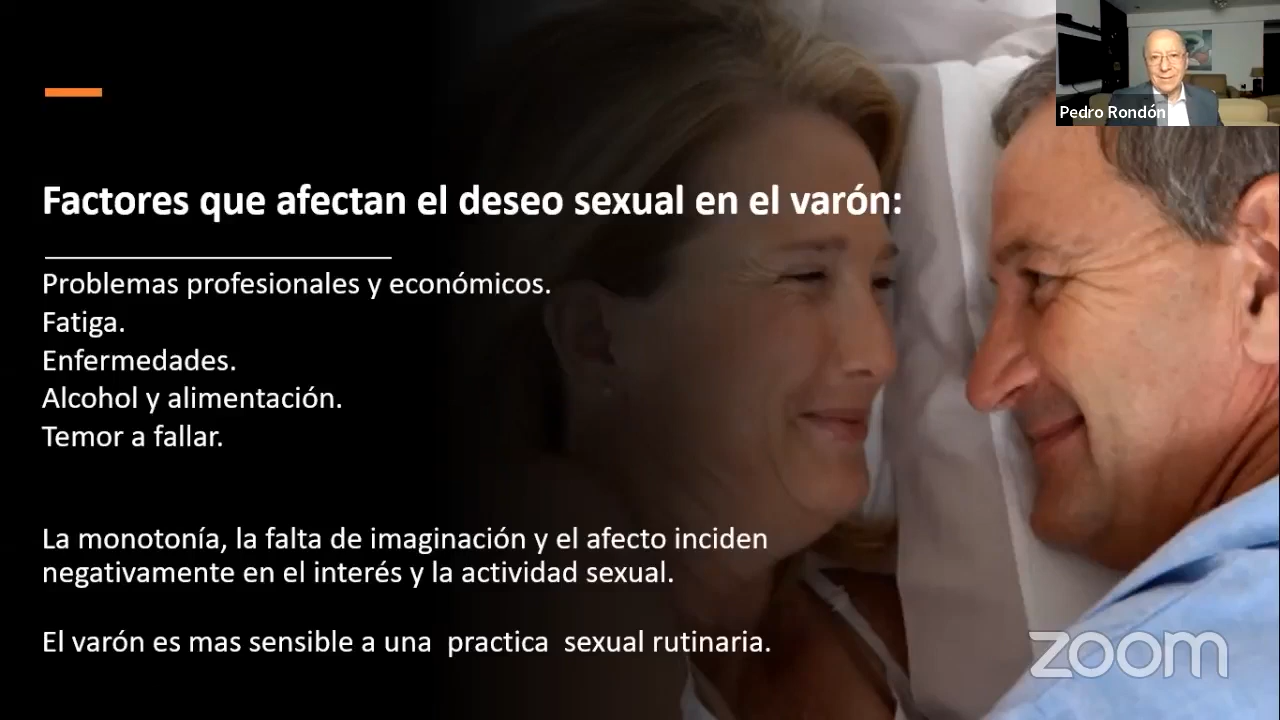 Pedro Rondón
Factores que afectan el deseo sexual en el varón:
Problemas profesionales y económicos.
Fatiga.
Enfermedades.
Alcohol y alimentación.
Temor a fallar.
La monotonía, la falta de imaginación y el afecto inciden
negativamente en el interés y la actividad sexual.
El varón es mas sensible a una  practica  sexual rutinaria.
zoom